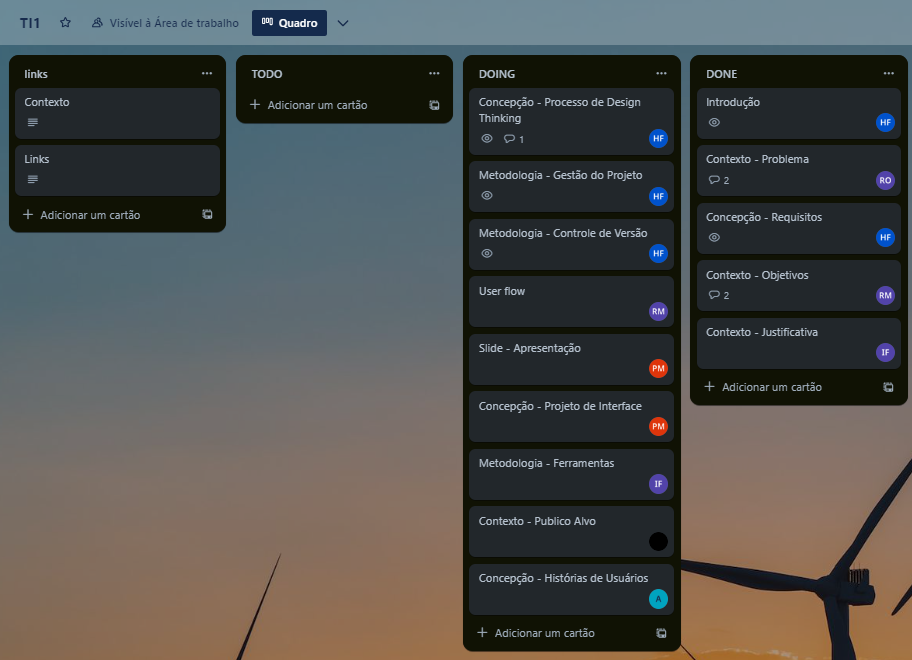 TI1
Visível à Área de trabalho
Quadro
links
Contexto
Links
Adicionar um cartão
TODO
Adicionar um cartão
DOING
Concepção - Processo de Design
Thinking
1
HF
Metodologia - Gestão do Projeto
HF
Metodologia - Controle de Versão
HF
User flow
RM
Slide - Apresentação
PM
Concepção - Projeto de Interface
PM
Metodologia - Ferramentas
IF
Contexto - Publico Alvo
Concepção - Histórias de Usuários
A
Adicionar um cartão
DONE
Introdução
HF
Contexto - Problema
2
RO
Concepção - Requisitos
HF
Contexto - Objetivos
2
RM
Contexto - Justificativa
IF
Adicionar um cartão